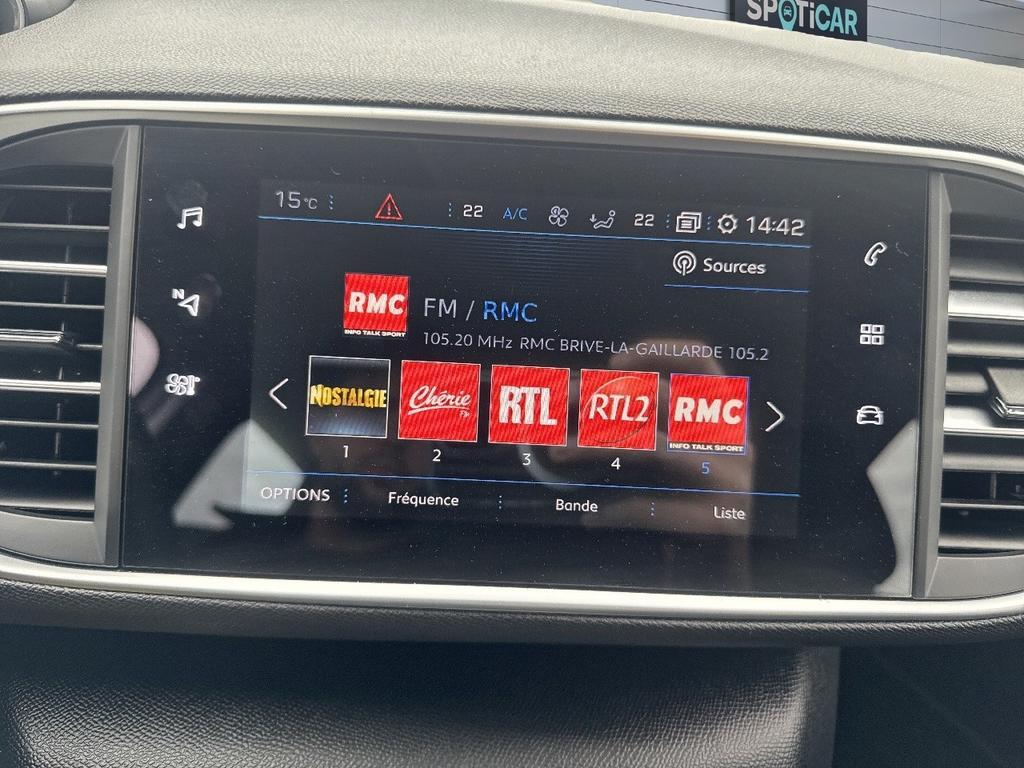 SPOTiCAR
15°C 22 A/C 22 14:42
Sources
RMC
INFO TALK SPORT
FM / RMC
105.20 MHz RMC BRIVE-LA-GAILLARDE 105.2
N
NOSTALGIE Chérie FM RTL RTL2 RMC
INFO TALK SPORT
1 2 3 4 5
OPTIONS Fréquence Bande Liste